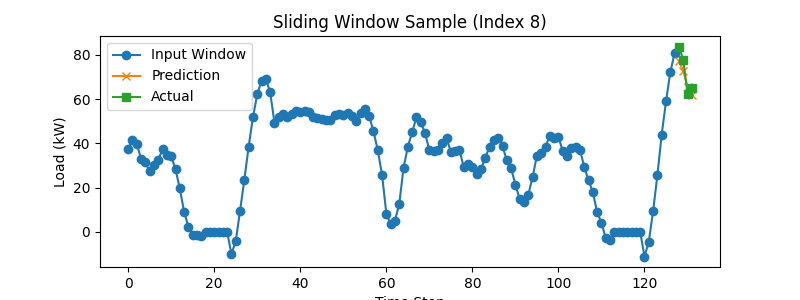 Sliding Window Sample (Index 8)
Input Window
Prediction
Actual
Load (kW)
80
60
40
20
0
0 20 40 60 80 100 120
Time Step